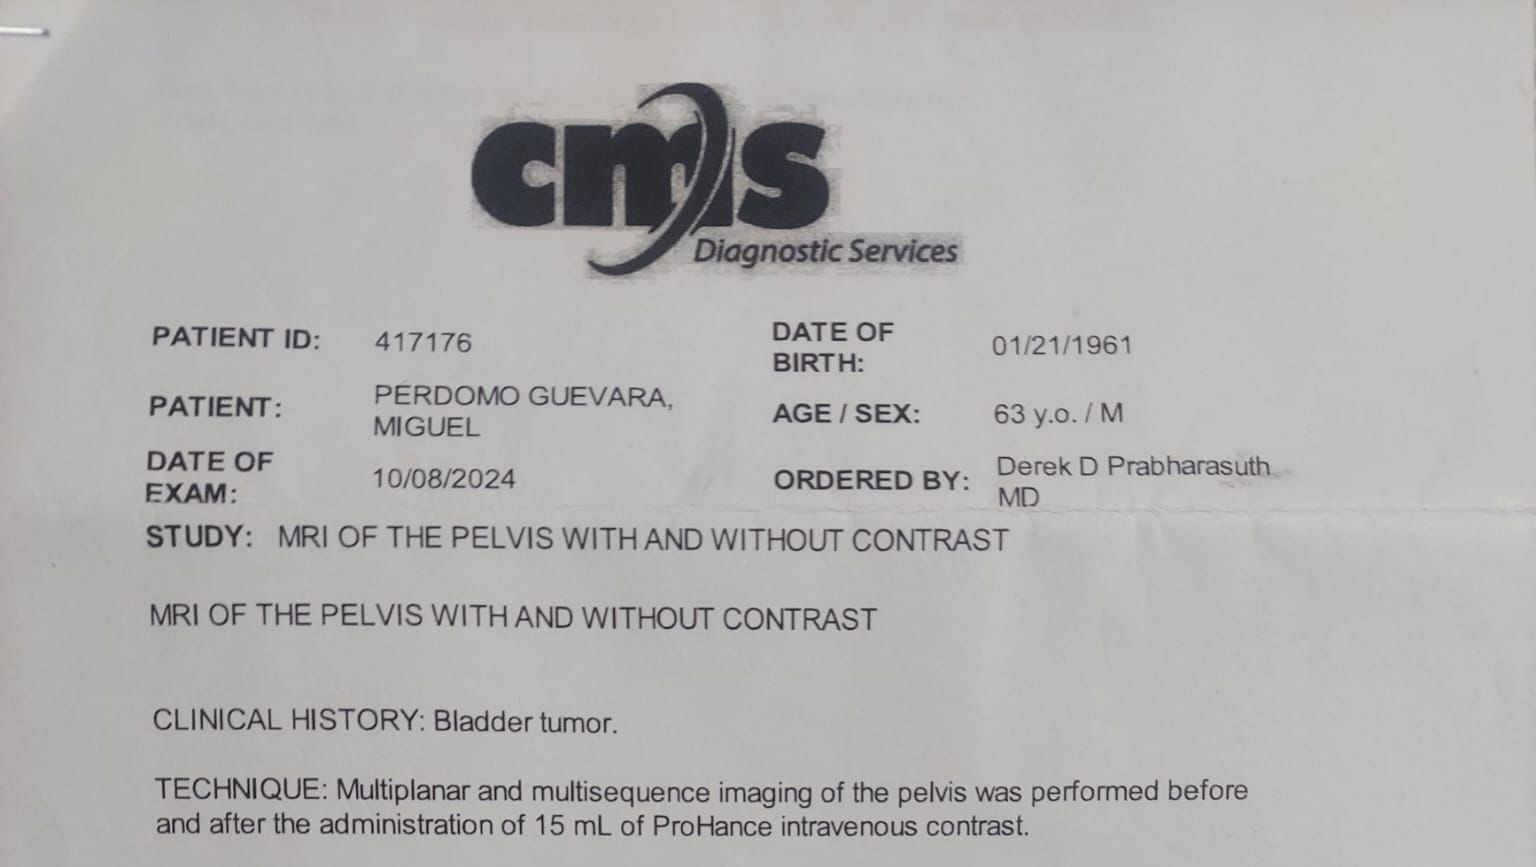 cms
Diagnostic Services
PATIENT ID: 417176
DATE OF
BIRTH: 01/21/1961
PATIENT: PERDOMO GUEVARA,
MIGUEL
AGE / SEX: 63 y.o. / M
DATE OF
EXAM: 10/08/2024
ORDERED BY: Derek D Prabharasuth
MD
STUDY: MRI OF THE PELVIS WITH AND WITHOUT CONTRAST
MRI OF THE PELVIS WITH AND WITHOUT CONTRAST
CLINICAL HISTORY: Bladder tumor.
TECHNIQUE: Multiplanar and multisequence imaging of the pelvis was performed before
and after the administration of 15 mL of ProHance intravenous contrast.